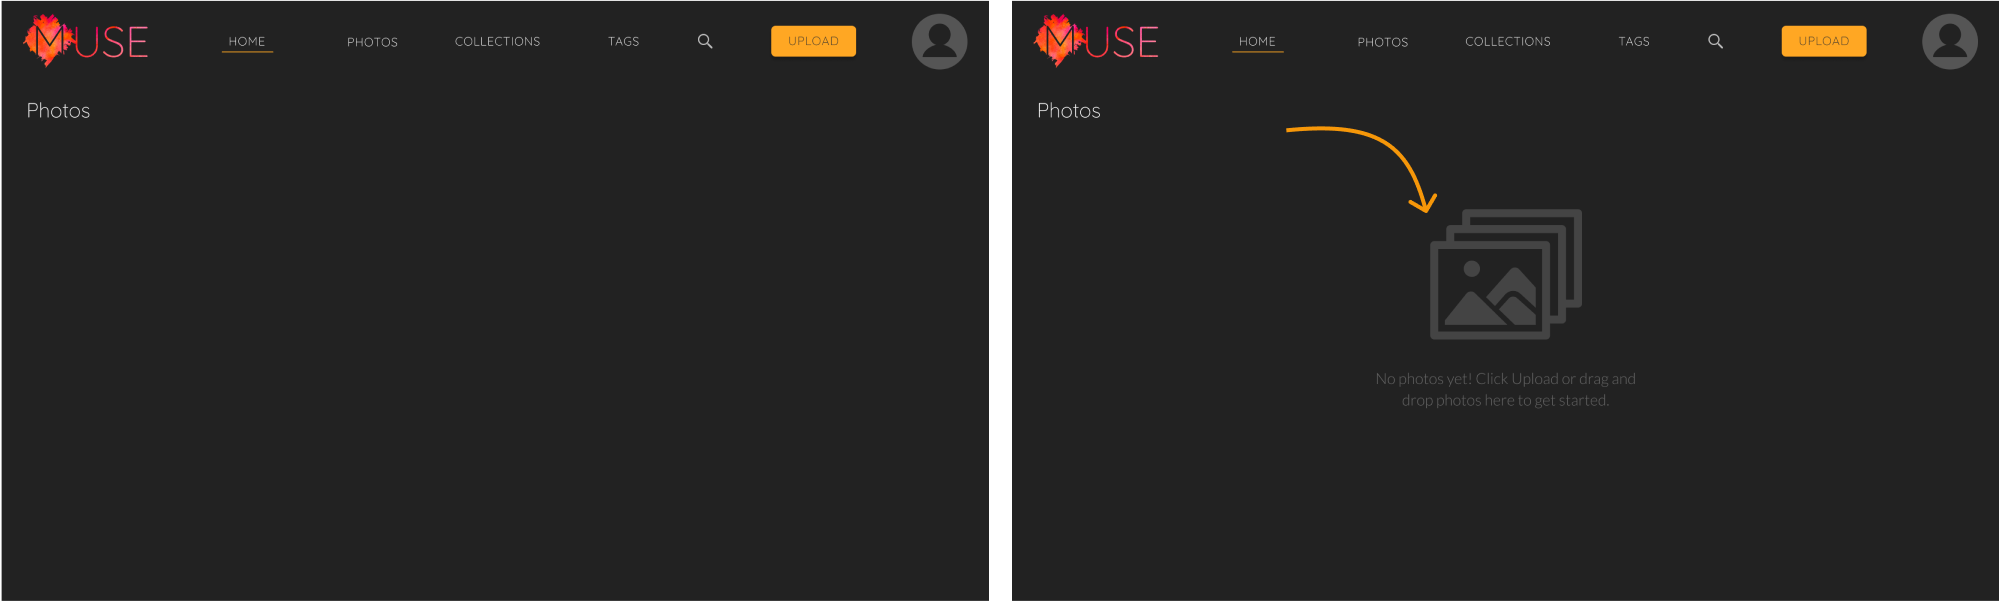 MUSE
HOME PHOTOS COLLECTIONS TAGS UPLOAD
Photos
MUSE
HOME PHOTOS COLLECTIONS TAGS UPLOAD
Photos
No photos yet! Click Upload or drag and
drop photos here to get started.